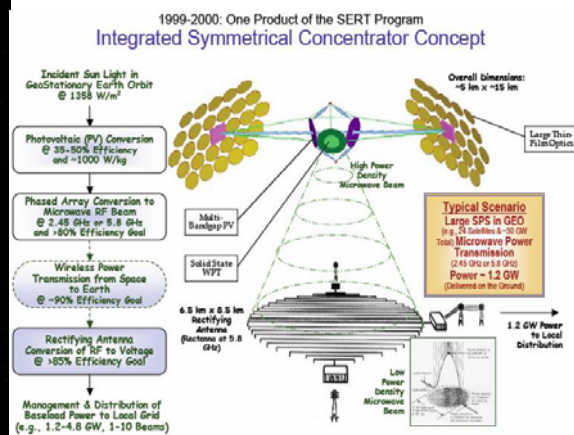 1999-2000: One Product of the SERT Program
Integrated Symmetrical Concentrator Concept
Incident Sun Light in
GeoStationary Earth Orbit
@ 1358 W/m²
Photovoltaic (PV) Conversion
@ 35-50% Efficiency
and ~1000 W/kg
Phased Array Conversion to
Microwave RF Beam
@ 2.45 GHz or 5.8 GHz
and >80% Efficiency Goal
Wireless Power
Transmission from Space
to Earth
@ ~90% Efficiency Goal
Rectifying Antenna
Conversion of RF to Voltage
@ >85% Efficiency Goal
Management & Distribution of
Baseload Power to Local Grid
(e.g., 1.2-4.8 GW, 1-10 Beams)
Overall Dimensions:
~5 km x ~15 km
Large Thin-
Film Optics
High Power
Density
Microwave Beam
Multi-
Bandgap PV
Solid State
WPT
Typical Scenario
Large SPS in GEO
(e.g., 24 Satellites & ~30 GW
Total) Microwave Power
Transmission
(2.45 GHz or 5.8 GHz)
Power ~ 1.2 GW
(Delivered on the Ground)
6.5 km x 8.5 km
Rectifying
Antenna
(Rectenna at 5.8
GHz)
1.2 GW Power
to Local
Distribution
Low
Power
Density
Microwave
Beam